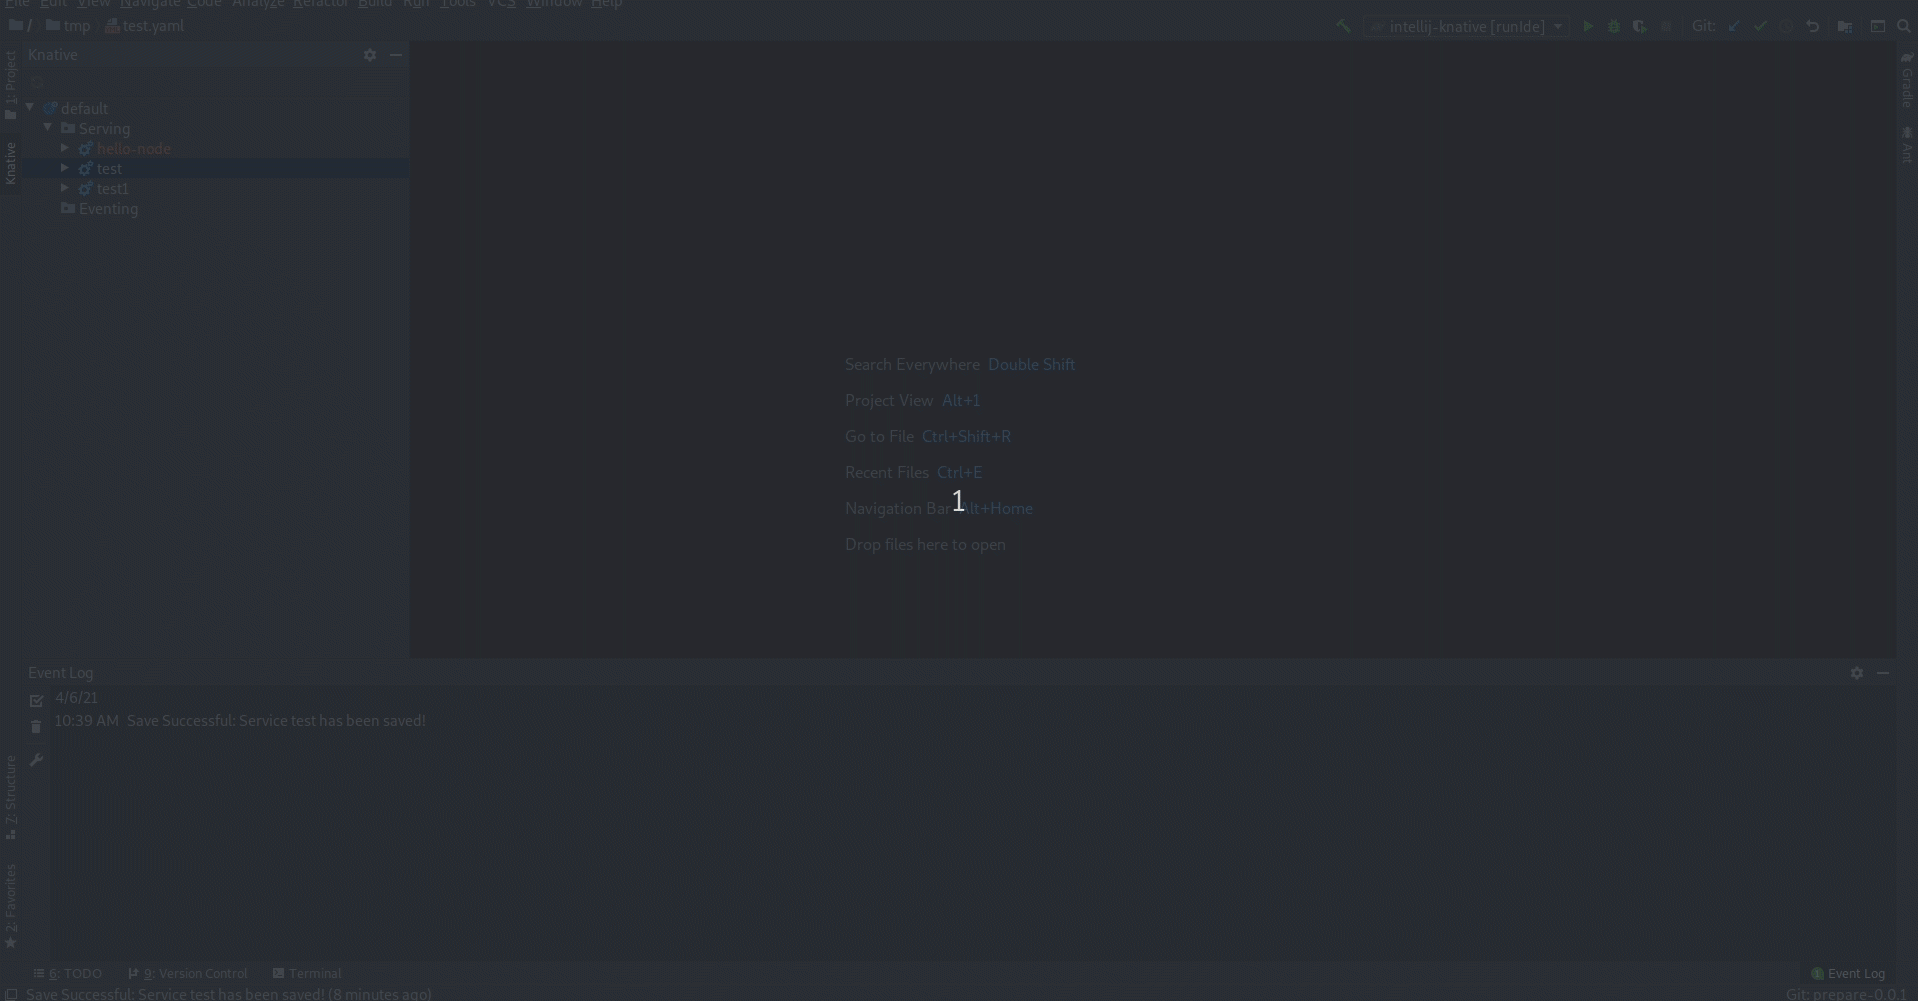 File Edit View Navigate Code Analyze Refactor Build Run Tools VCS Window Help
/ tmp test.yaml
intellij-knative [runIde]
Git:
Knative
1: Project
Knative
default
Serving
hello-node
test
test1
Eventing
Gradle
Ant
Search Everywhere Double Shift
Project View Alt+1
Go to File Ctrl+Shift+R
Recent Files Ctrl+E
Navigation Bar Alt+Home
1
Drop files here to open
Event Log
4/6/21
10:39 AM Save Successful: Service test has been saved!
Z: Structure
2: Favorites
6: TODO 9: Version Control Terminal
1 Event Log
Save Successful: Service test has been saved! (8 minutes ago)
Git: prepare-0.0.1